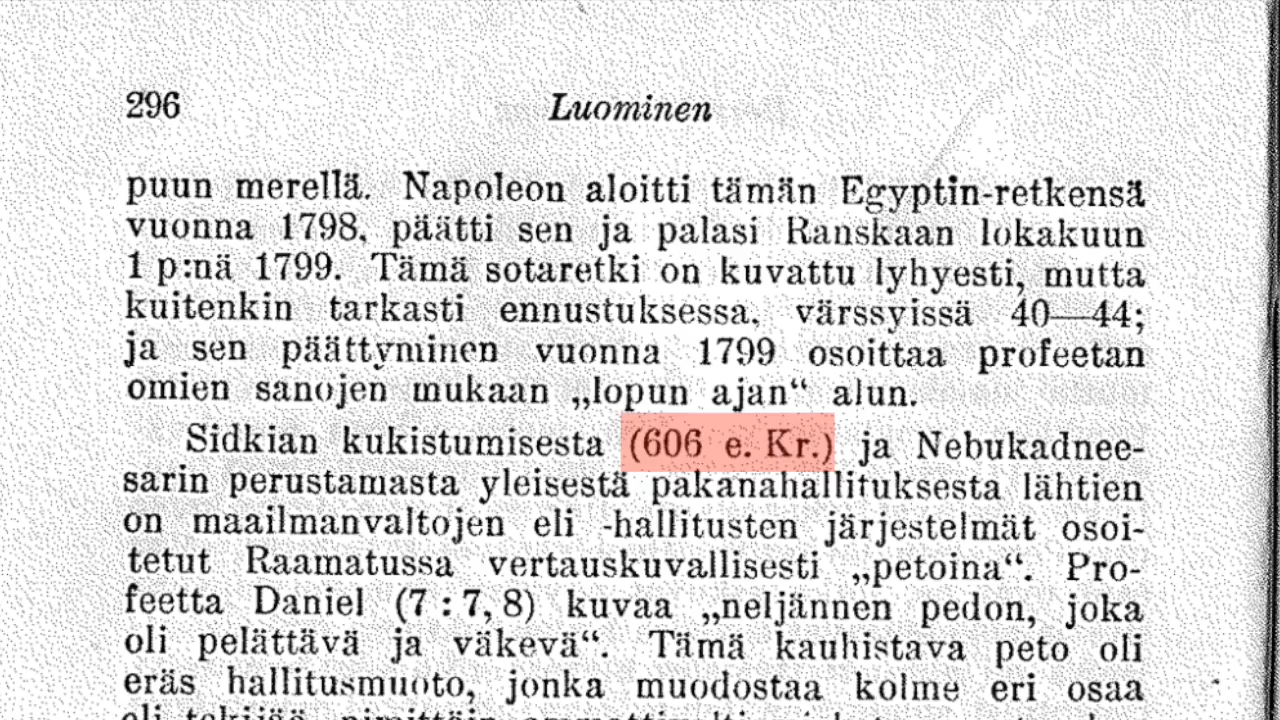 296
Luominen
puun merellä. Napoleon aloitti tämän Egyptin-retkensä
vuonna 1798, päätti sen ja palasi Ranskaan lokakuun
1 p:nä 1799. Tämä sotaretki on kuvattu lyhyesti, mutta
kuitenkin tarkasti ennustuksessa, värssyissä 40—44;
ja sen päättyminen vuonna 1799 osoittaa profeetan
omien sanojen mukaan „lopun ajan“ alun.
Sidkian kukistumisesta (606 e. Kr.) ja Nebukadnee-
sarin perustamasta yleisestä pakanahallituksesta lähtien
on maailmanvaltojen eli -hallitusten järjestelmät osoi-
tetut Raamatussa vertauskuvallisesti „petoina“. Pro-
feetta Daniel (7 : 7, 8) kuvaa „neljännen pedon, joka
oli pelättävä ja väkevä“. Tämä kauhistava peto oli
eräs hallitusmuoto, jonka muodostaa kolme eri osaa